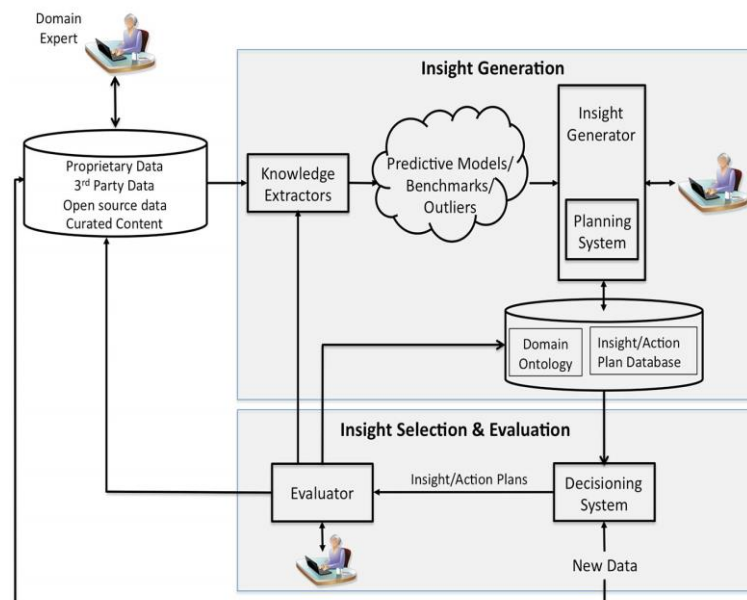 Domain
Expert
Insight Generation
Proprietary Data
3rd Party Data
Open source data
Curated Content
Knowledge
Extractors
Predictive Models/
Benchmarks/
Outliers
Insight
Generator
Planning
System
Domain
Ontology
Insight/Action
Plan Database
Insight Selection & Evaluation
Evaluator
Insight/Action Plans
Decisioning
System
New Data